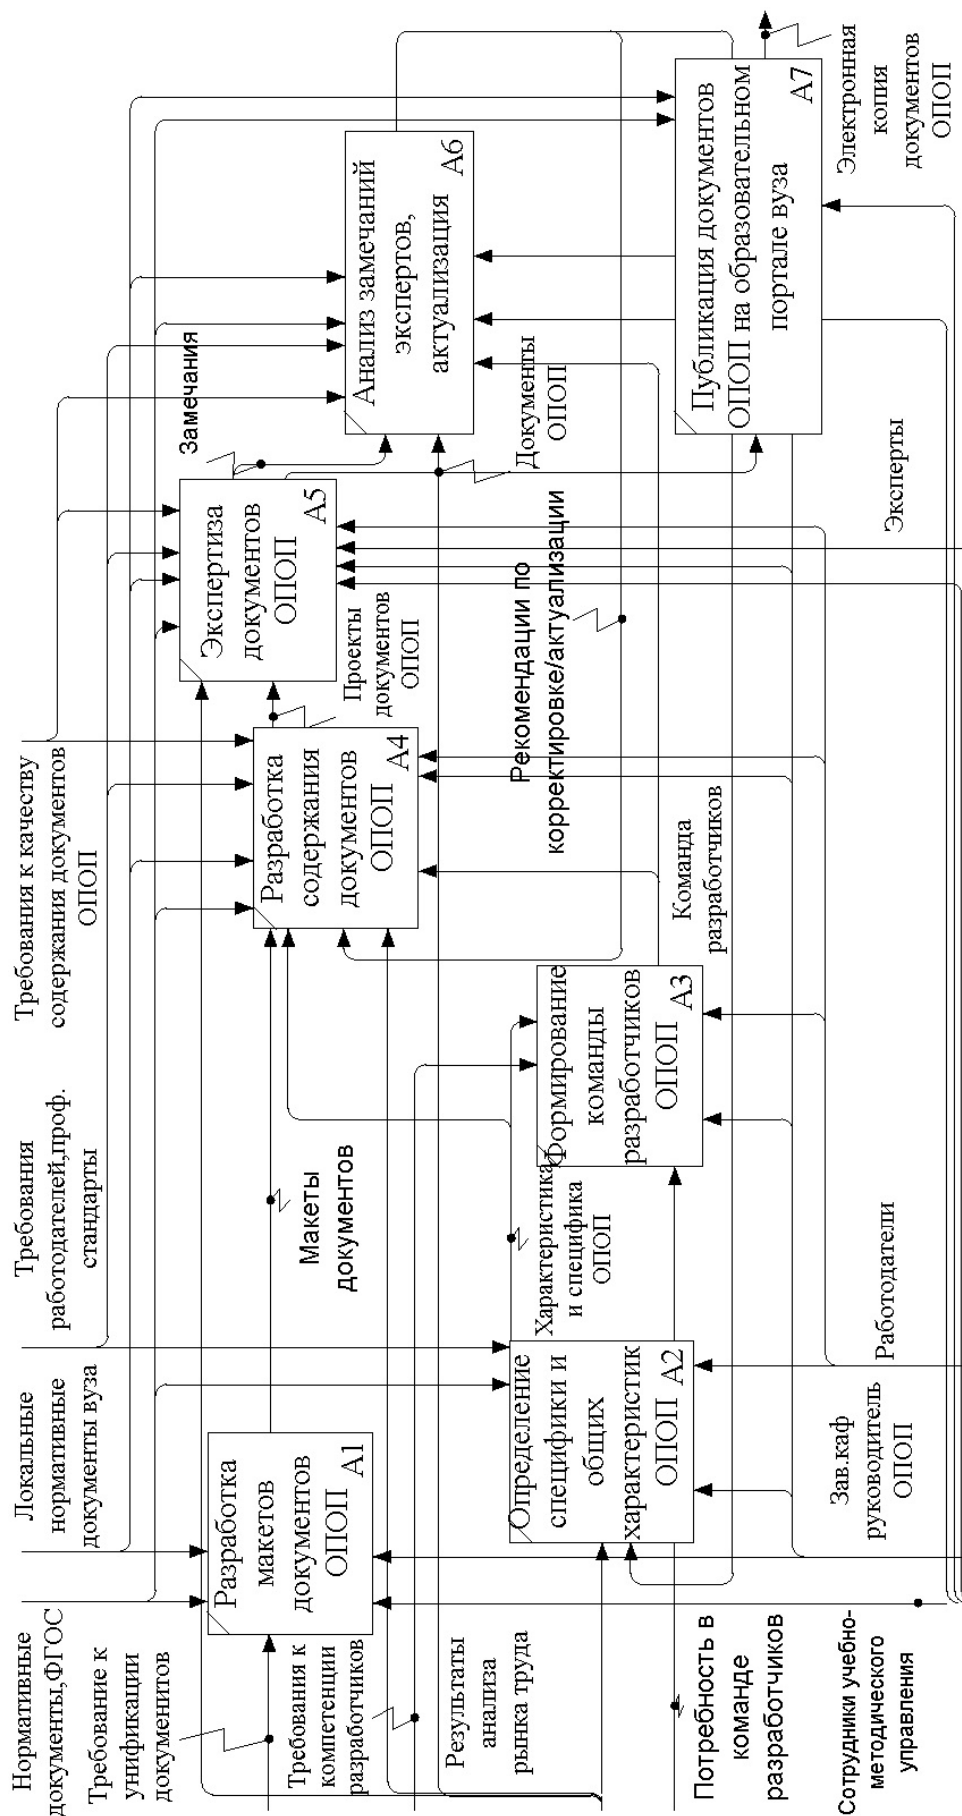 Нормативные
документы,ФГОС
Локальные
нормативные
документы вуза
Требования
работодателей,проф.
стандарты
Требования к качеству
содержания документов
ОПОП
Требование к
унификации
докуменитов
Требования к
компетенции
разработчиков
Результаты
анализа
рынка труда
Потребность в
команде
разработчиков
Сотрудники учебно-
методического
управления
Разработка
макетов
документов
ОПОП
A1
Макеты
документов
Определение
специфики и
общих
характеристик
ОПОП
A2
Характеристика
и специфика
ОПОП
Формирование
команды
разработчиков
ОПОП
A3
Команда
разработчиков
Разработка
содержания
документов
ОПОП
A4
Проекты
документов
ОПОП
Экспертиза
документов
ОПОП
A5
Замечания
Рекомендации по
корректировке/актуализации
Документы
ОПОП
Анализ замечаний
экспертов,
актуализация
A6
Публикация документов
ОПОП на образовательном
портале вуза
A7
Электронная
копия
документов
ОПОП
Зав.каф
руководитель
ОПОП
Работодатели
Эксперты